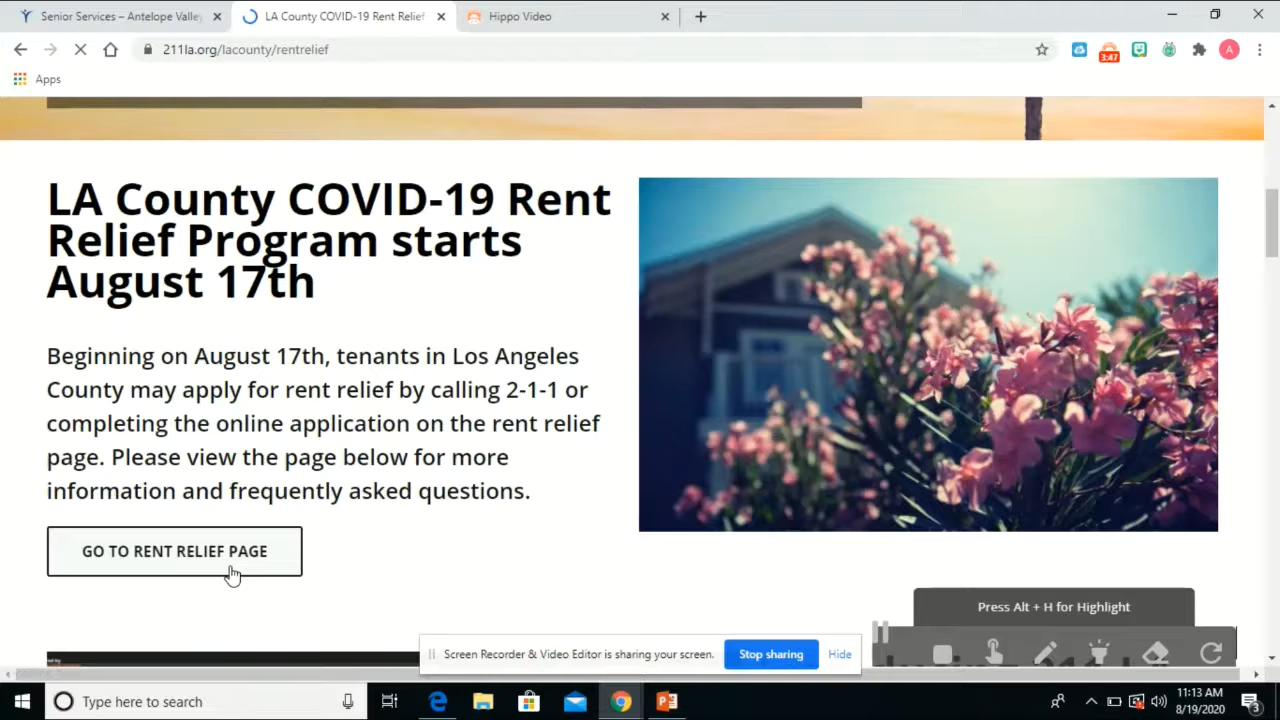 Senior Services – Antelope Valley
LA County COVID-19 Rent Relief
Hippo Video
211la.org/lacounty/rentrelief
3:47
A
Apps
LA County COVID-19 Rent
Relief Program starts
August 17th
Beginning on August 17th, tenants in Los Angeles
County may apply for rent relief by calling 2-1-1 or
completing the online application on the rent relief
page. Please view the page below for more
information and frequently asked questions.
GO TO RENT RELIEF PAGE
Press Alt + H for Highlight
Screen Recorder & Video Editor is sharing your screen.
Stop sharing
Hide
Type here to search
11:13 AM
8/19/2020
3